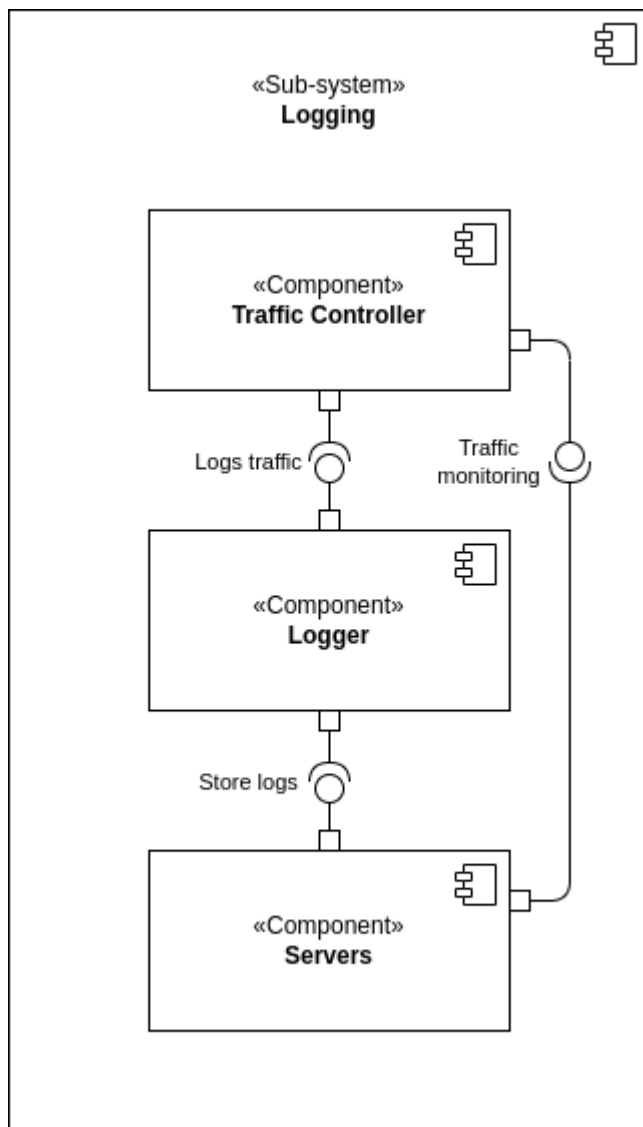 «Sub-system»
Logging
«Component»
Traffic Controller
Logs traffic
Traffic
monitoring
«Component»
Logger
Store logs
«Component»
Servers